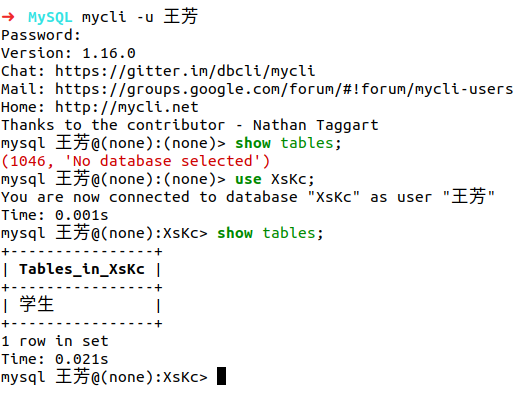 ➜ MySQL mycli -u 王芳
Password:
Version: 1.16.0
Chat: https://gitter.im/dbcli/mycli
Mail: https://groups.google.com/forum/#!forum/mycli-users
Home: http://mycli.net
Thanks to the contributor - Nathan Taggart
mysql 王芳@(none):(none)> show tables;
(1046, 'No database selected')
mysql 王芳@(none):(none)> use XsKc;
You are now connected to database "XsKc" as user "王芳"
Time: 0.001s
mysql 王芳@(none):XsKc> show tables;
+----------------+
| Tables_in_XsKc |
+----------------+
| 学生           |
+----------------+
1 row in set
Time: 0.021s
mysql 王芳@(none):XsKc>